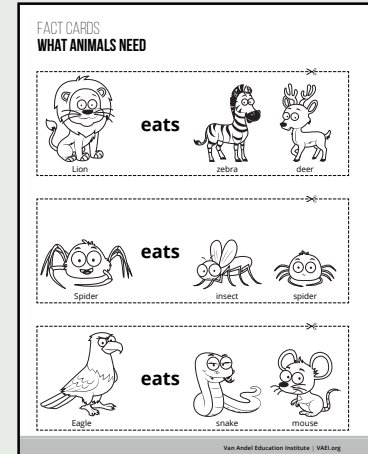 FACT CARDS
WHAT ANIMALS NEED
eats
Lion zebra deer
eats
Spider insect spider
eats
Eagle snake mouse
Van Andel Education Institute | VAEI.org